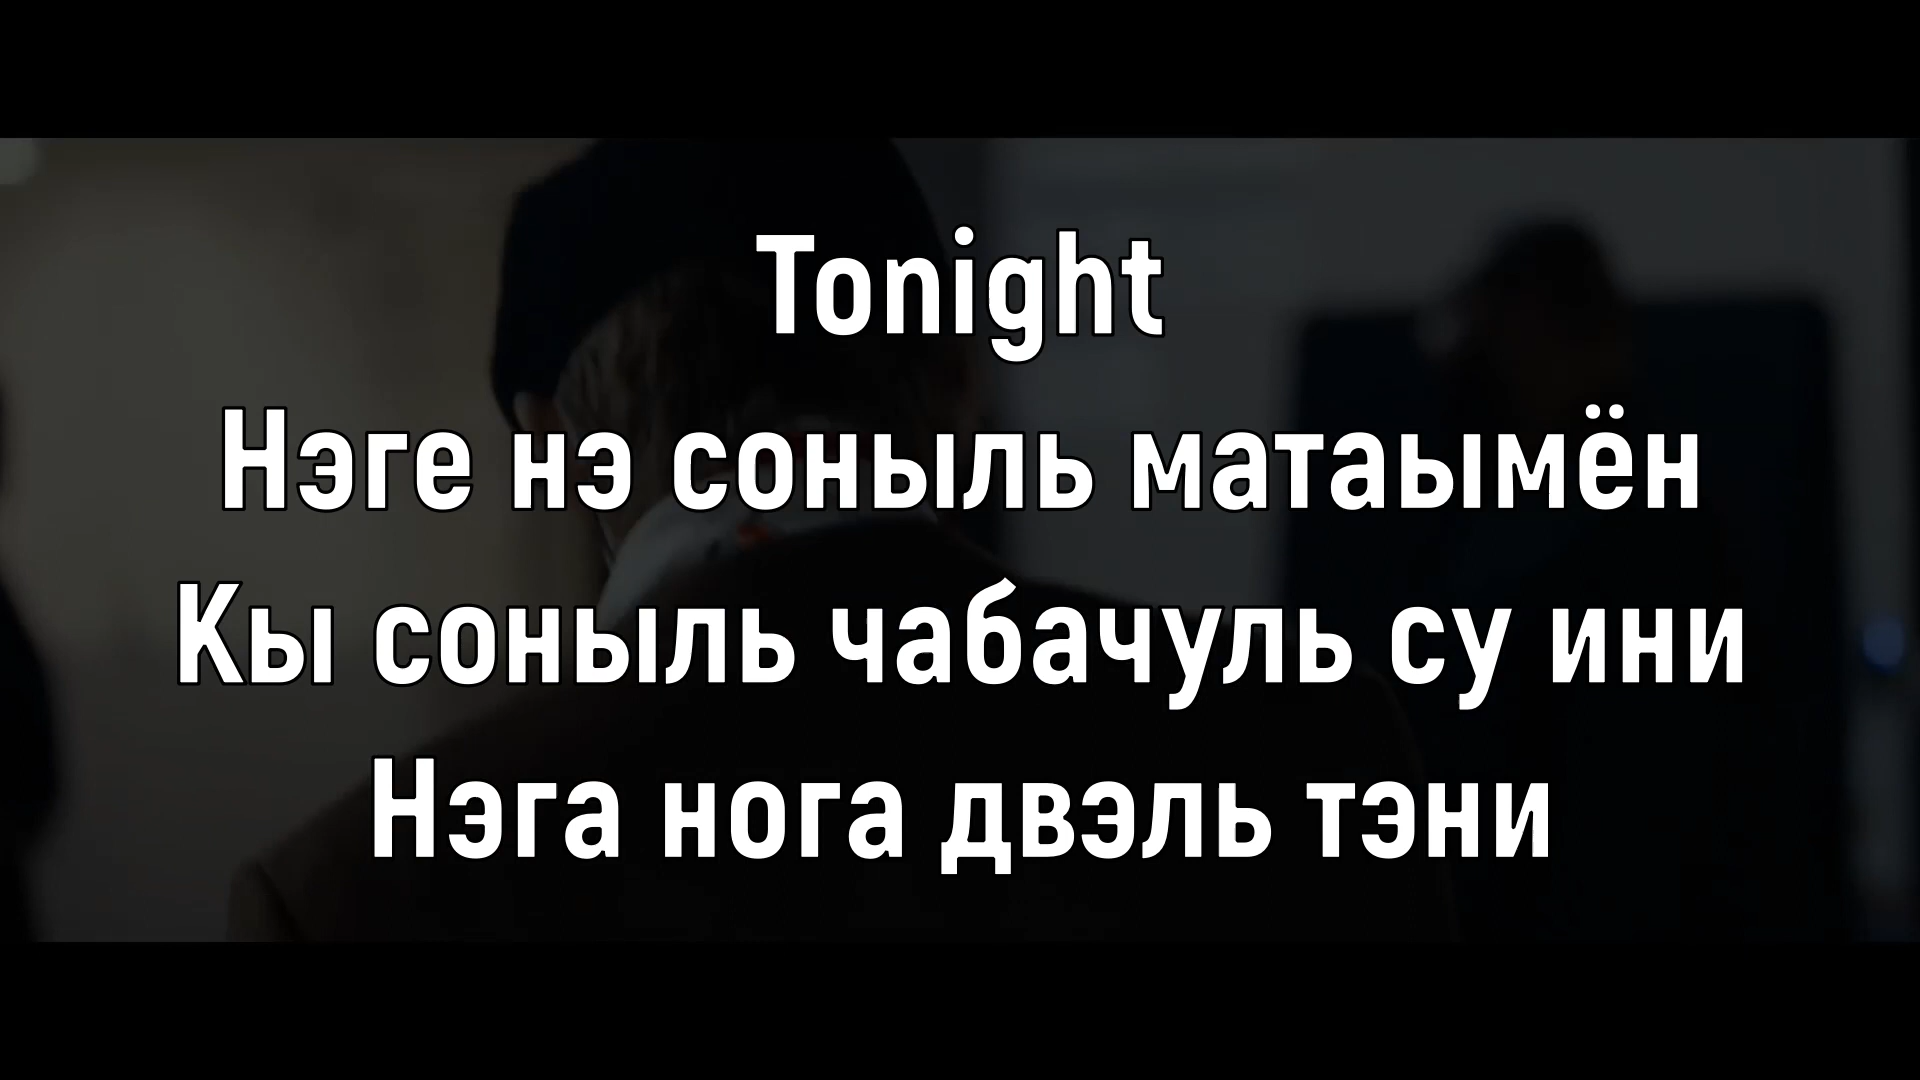 Tonight
Нэге нэ соныль матаымён
Кы соныль чабачуль су ини
Нэга нога двэль тэни